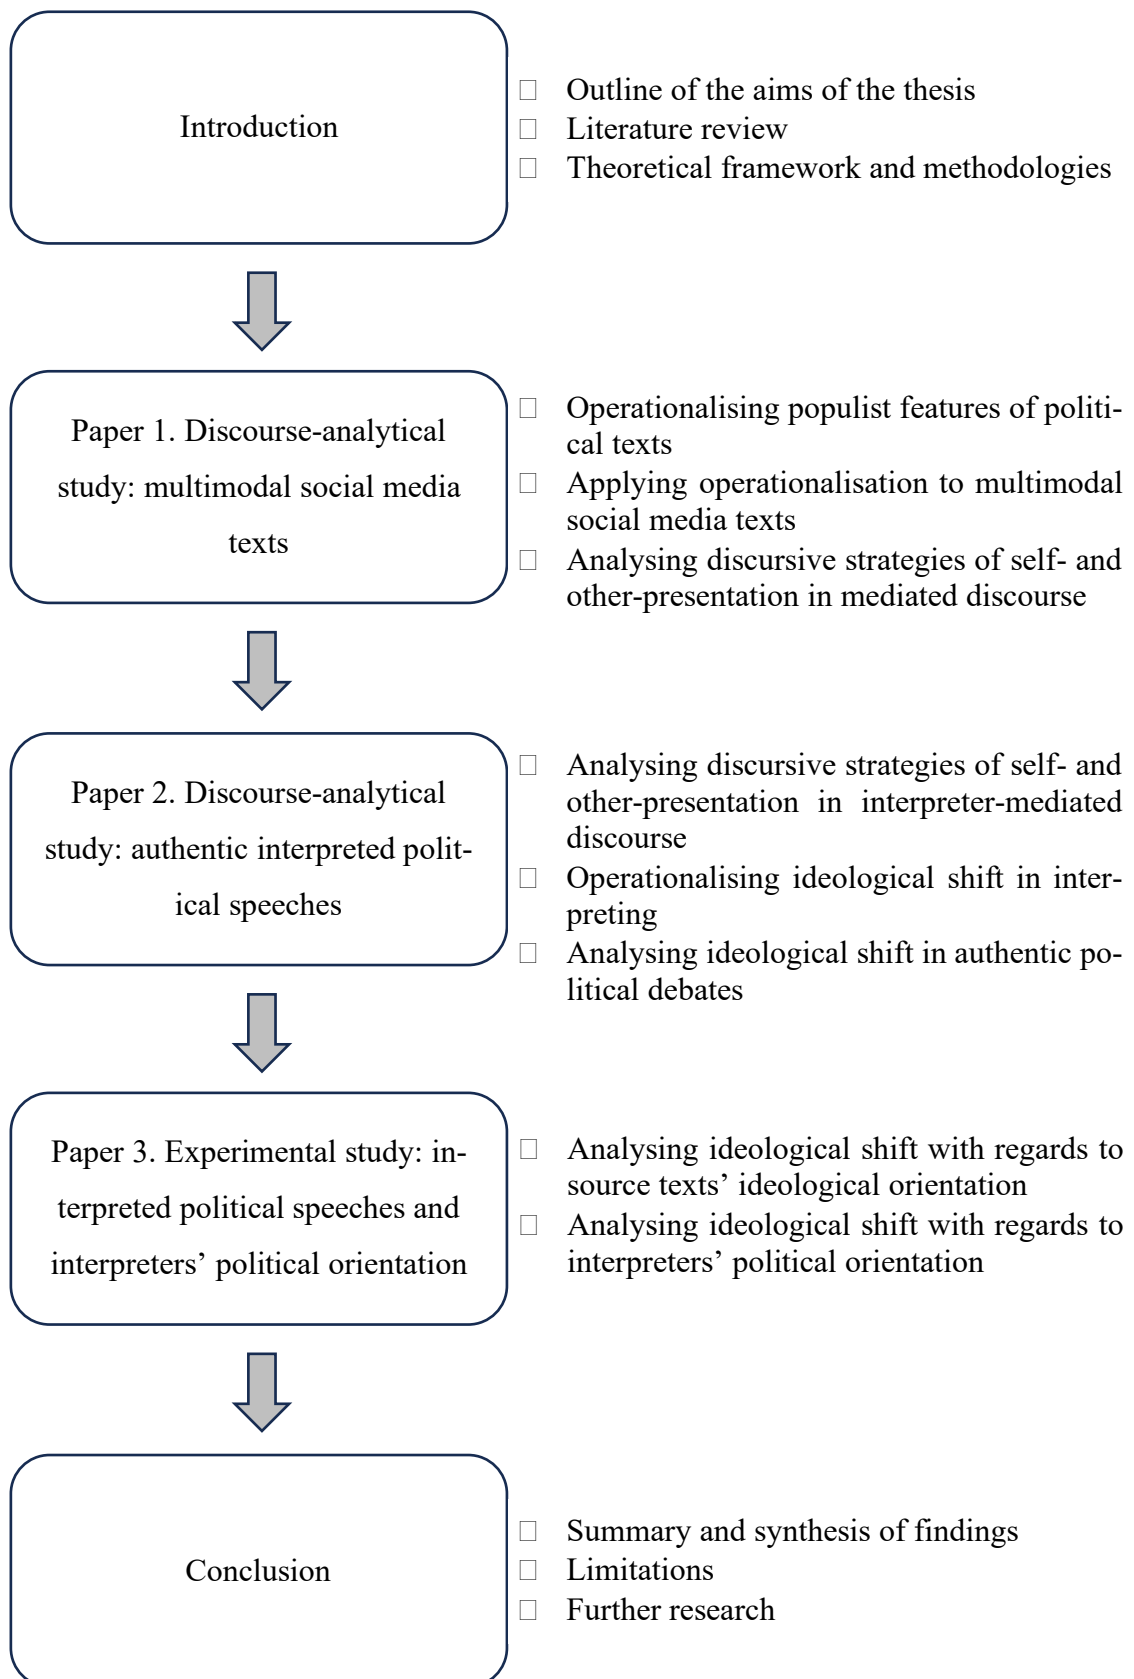 Introduction
□ Outline of the aims of the thesis
□ Literature review
□ Theoretical framework and methodologies
Paper 1. Discourse-analytical
study: multimodal social media
texts
□ Operationalising populist features of politi-
cal texts
□ Applying operationalisation to multimodal
social media texts
□ Analysing discursive strategies of self- and
other-presentation in mediated discourse
Paper 2. Discourse-analytical
study: authentic interpreted polit-
ical speeches
□ Analysing discursive strategies of self- and
other-presentation in interpreter-mediated
discourse
□ Operationalising ideological shift in inter-
preting
□ Analysing ideological shift in authentic po-
litical debates
Paper 3. Experimental study: in-
terpreted political speeches and
interpreters’ political orientation
□ Analysing ideological shift with regards to
source texts’ ideological orientation
□ Analysing ideological shift with regards to
interpreters’ political orientation
Conclusion
□ Summary and synthesis of findings
□ Limitations
□ Further research